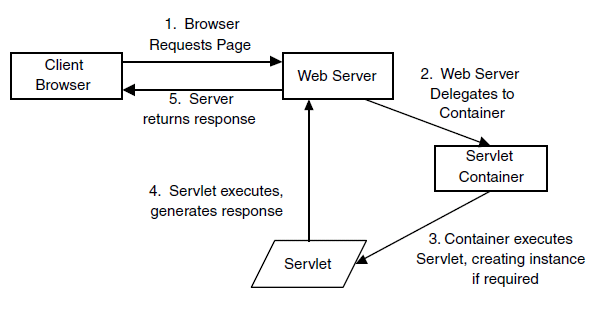 1. Browser
Requests Page
Client
Browser
Web Server
2. Web Server
Delegates to
Container
5. Server
returns response
Servlet
Container
4. Servlet executes,
generates response
3. Container executes
Servlet, creating instance
if required
Servlet